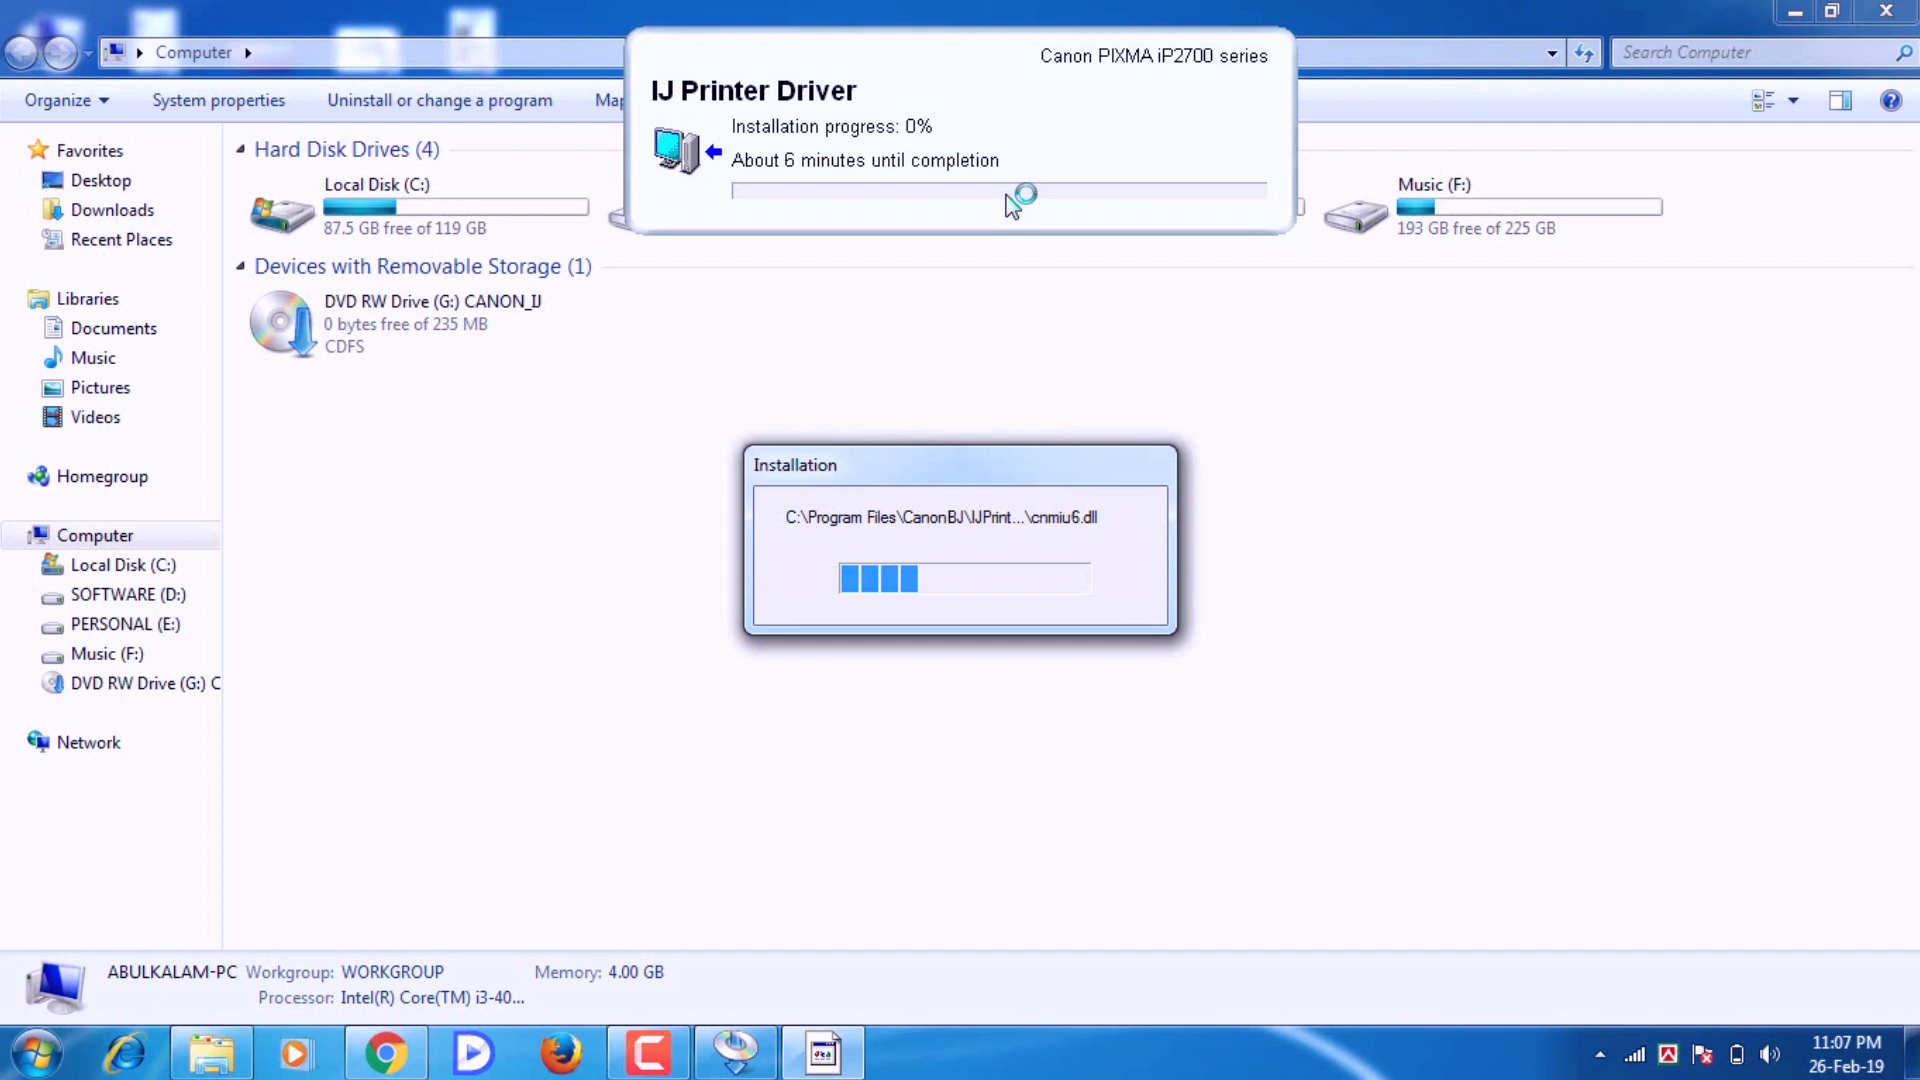 Computer
Search Computer
Organize
System properties
Uninstall or change a program
Map
Canon PIXMA iP2700 series
IJ Printer Driver
Installation progress: 0%
About 6 minutes until completion
Favorites
Desktop
Downloads
Recent Places
Libraries
Documents
Music
Pictures
Videos
Homegroup
Computer
Local Disk (C:)
SOFTWARE (D:)
PERSONAL (E:)
Music (F:)
DVD RW Drive (G:) C
Network
Hard Disk Drives (4)
Local Disk (C:)
87.5 GB free of 119 GB
Music (F:)
193 GB free of 225 GB
Devices with Removable Storage (1)
DVD RW Drive (G:) CANON_IJ
0 bytes free of 235 MB
CDFS
Installation
C:\Program Files\CanonBJ\IJPrint...\cnmiu6.dll
ABULKALAM-PC Workgroup: WORKGROUP Memory: 4.00 GB
Processor: Intel(R) Core(TM) i3-40...
11:07 PM
26-Feb-19